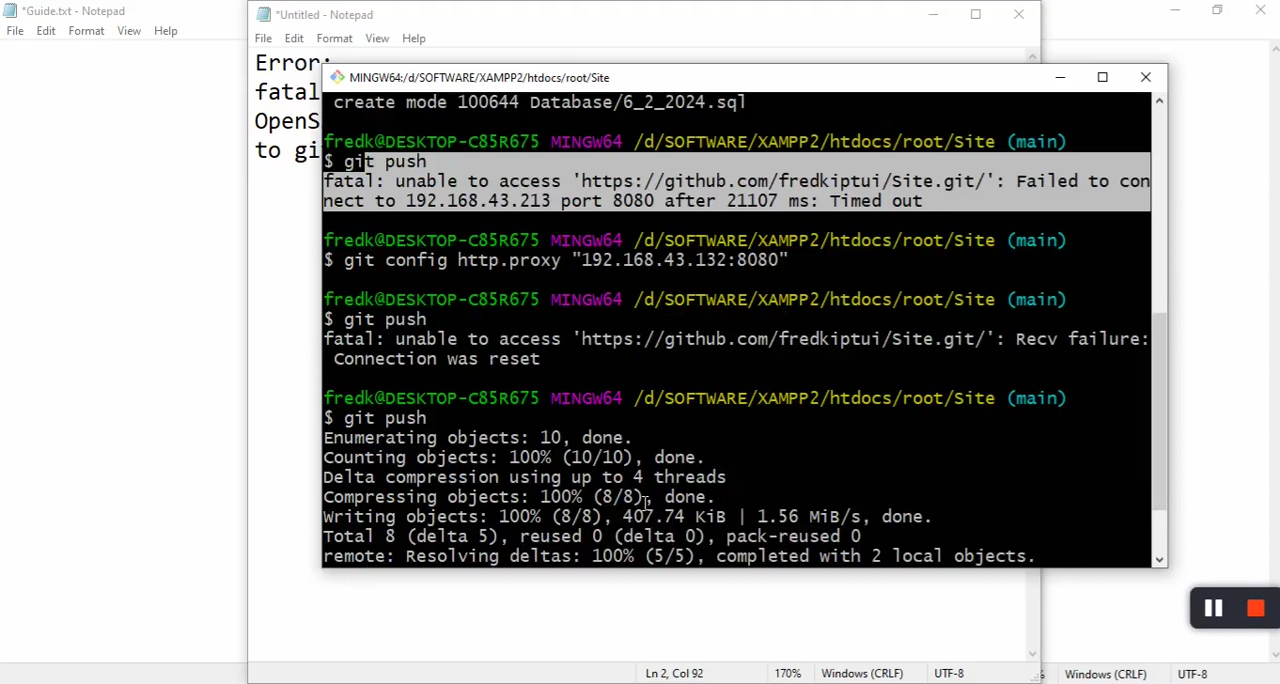 *Guide.txt - Notepad
File Edit Format View Help
*Untitled - Notepad
File Edit Format View Help
Error:
fatal
OpenS
to gi
MINGW64:/d/SOFTWARE/XAMPP2/htdocs/root/Site
create mode 100644 Database/6_2_2024.sql
fredk@DESKTOP-C85R675 MINGW64 /d/SOFTWARE/XAMPP2/htdocs/root/Site (main)
$ git push
fatal: unable to access 'https://github.com/fredkiptui/Site.git/': Failed to con
nect to 192.168.43.213 port 8080 after 21107 ms: Timed out
fredk@DESKTOP-C85R675 MINGW64 /d/SOFTWARE/XAMPP2/htdocs/root/Site (main)
$ git config http.proxy "192.168.43.132:8080"
fredk@DESKTOP-C85R675 MINGW64 /d/SOFTWARE/XAMPP2/htdocs/root/Site (main)
$ git push
fatal: unable to access 'https://github.com/fredkiptui/Site.git/': Recv failure:
Connection was reset
fredk@DESKTOP-C85R675 MINGW64 /d/SOFTWARE/XAMPP2/htdocs/root/Site (main)
$ git push
Enumerating objects: 10, done.
Counting objects: 100% (10/10), done.
Delta compression using up to 4 threads
Compressing objects: 100% (8/8), done.
Writing objects: 100% (8/8), 407.74 KiB | 1.56 MiB/s, done.
Total 8 (delta 5), reused 0 (delta 0), pack-reused 0
remote: Resolving deltas: 100% (5/5), completed with 2 local objects.
Ln 2, Col 92 170% Windows (CRLF) UTF-8
% Windows (CRLF) UTF-8